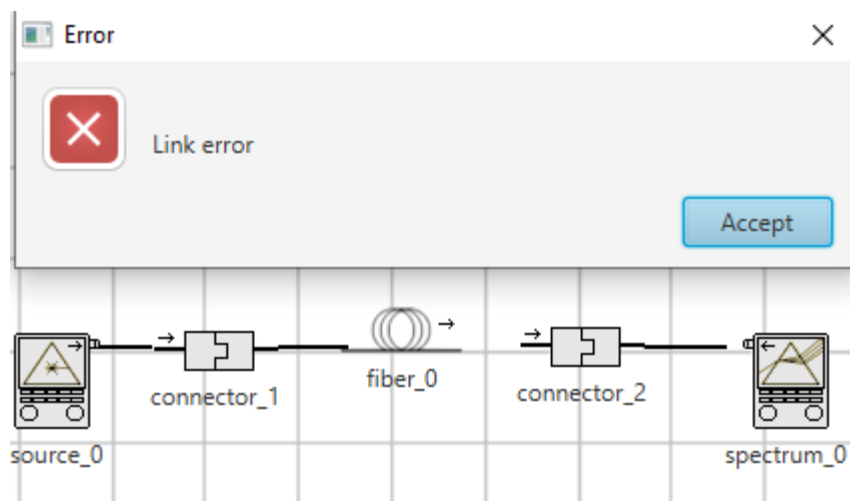 Error
Link error
Accept
fiber_0
connector_1
connector_2
source_0
spectrum_0